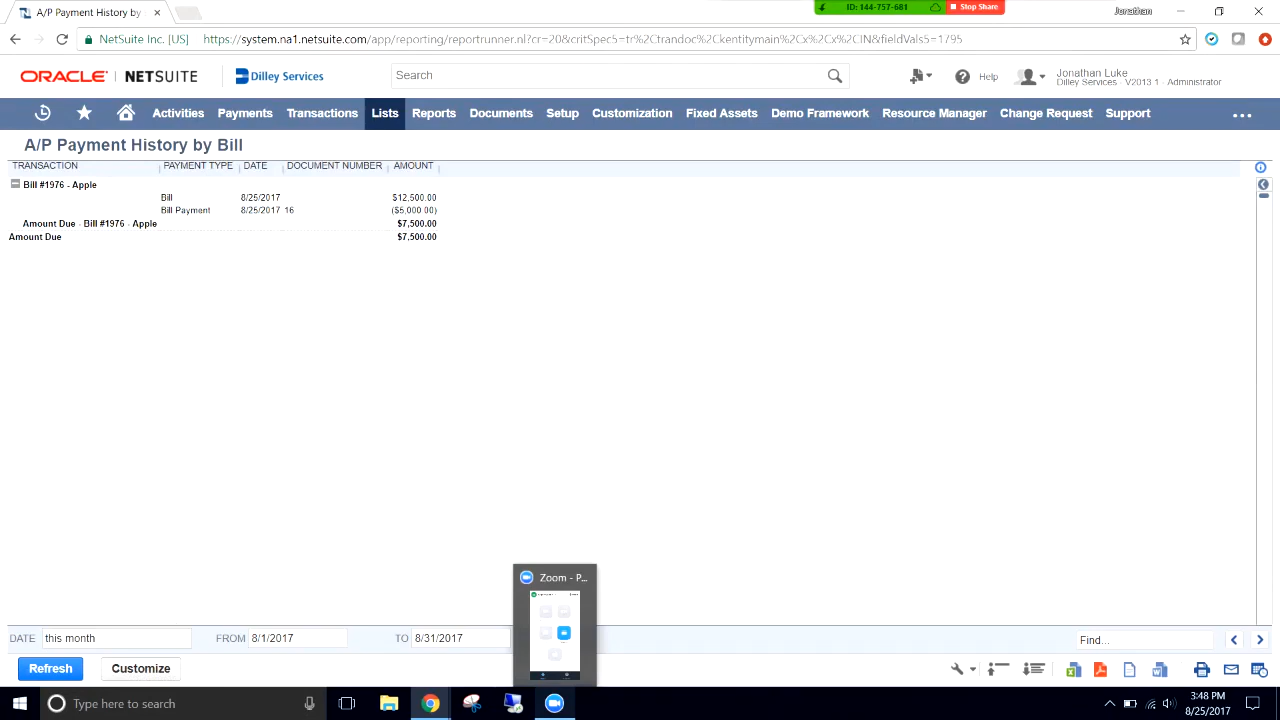 A/P Payment History by
ID: 144-757-681
Stop Share
Jonathan
NetSuite Inc. [US]
https://system.na1.netsuite.com/app/reporting/reportrunner.nl?cr=20&critSpec5=tr%2Ctrandoc%2Ckentitymain%2Cx%2Cx%2CIN&fieldVals5=1795
ORACLE | NETSUITE
Dilley Services
Search
Help
Jonathan Luke
Dilley Services - V2013.1 - Administrator
Activities Payments Transactions Lists Reports Documents Setup Customization Fixed Assets Demo Framework Resource Manager Change Request Support
A/P Payment History by Bill
TRANSACTION PAYMENT TYPE DATE DOCUMENT NUMBER AMOUNT
Bill #1976 - Apple
Bill 8/25/2017 $12,500.00
Bill Payment 8/25/2017 16 ($5,000.00)
Amount Due - Bill #1976 - Apple $7,500.00
Amount Due $7,500.00
Zoom - P...
DATE this month FROM 8/1/2017 TO 8/31/2017 Find...
Refresh Customize
Type here to search
3:48 PM
8/25/2017